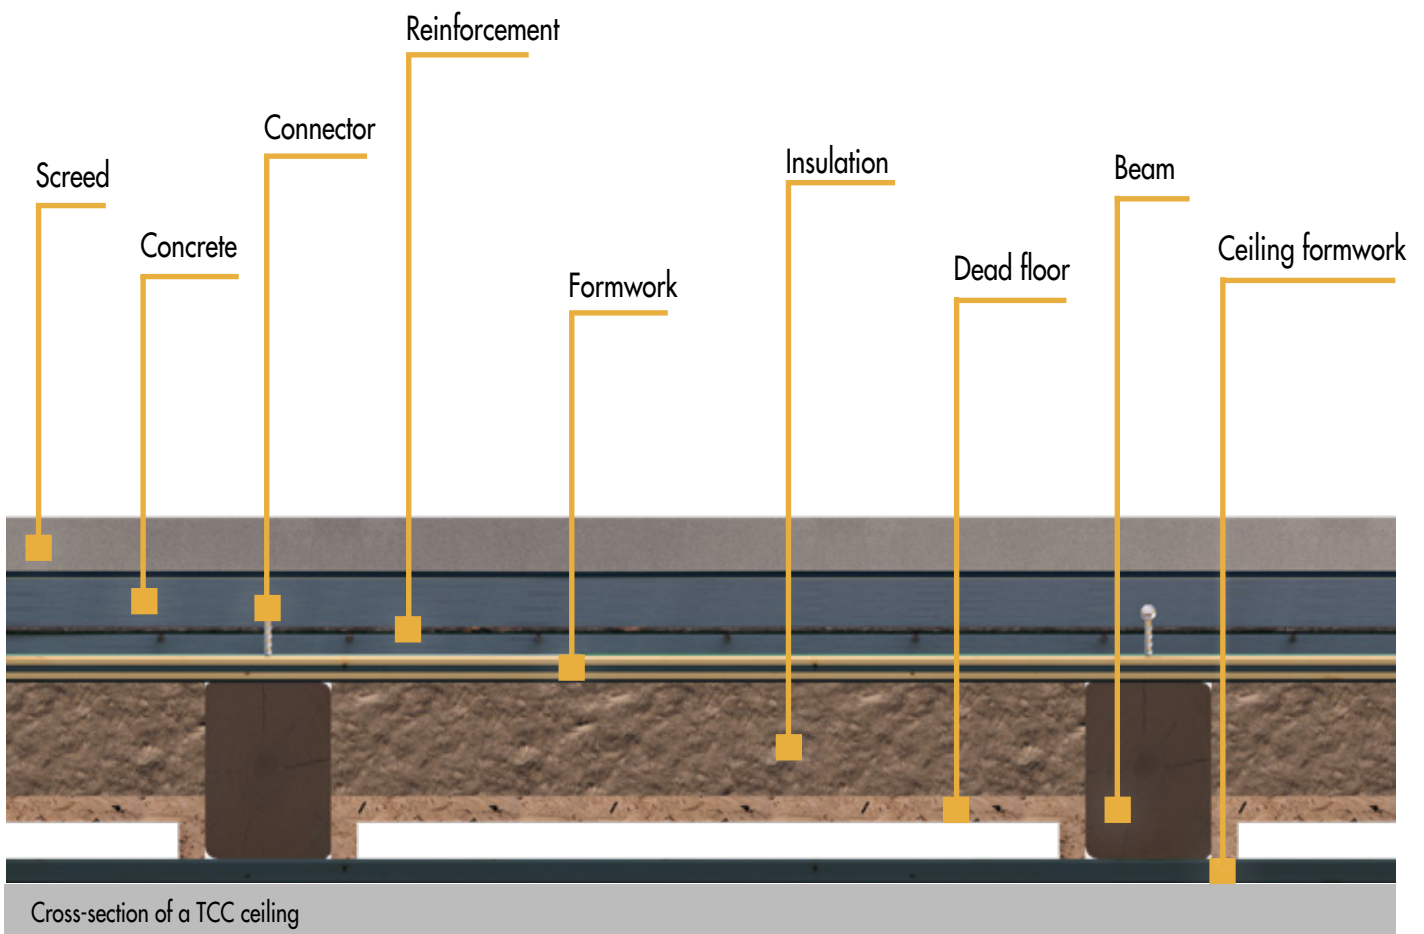 Reinforcement
Connector
Screed
Insulation
Beam
Concrete
Ceiling formwork
Dead floor
Formwork
Cross-section of a TCC ceiling